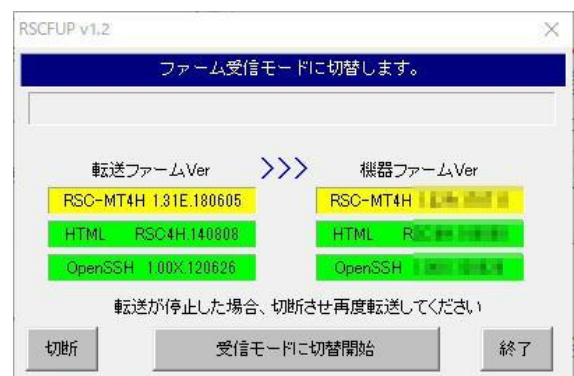 RSCFUP v1.2
ファーム受信モードに切替します。
転送ファームVer >>> 機器ファームVer
RSC-MT4H 1.31E.180605 RSC-MT4H
HTML RSC4H.140808 HTML
OpenSSH 1.00X.120626 OpenSSH
転送が停止した場合、切断させ再度転送してください
切断 受信モードに切替開始 終了